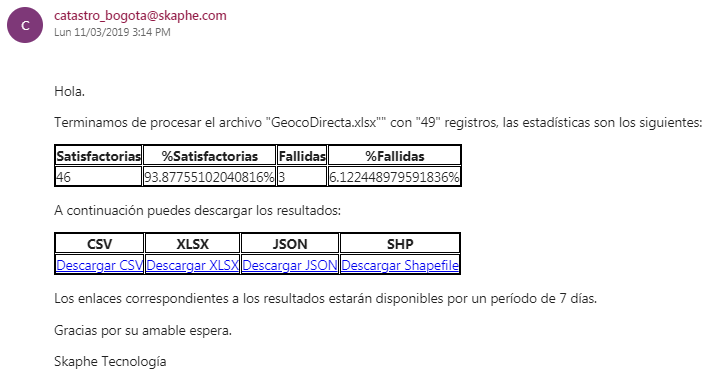 C
catastro_bogota@skaphe.com
Lun 11/03/2019 3:14 PM
Hola.
Terminamos de procesar el archivo "GeocoDirecta.xlsx"" con "49" registros, las estadísticas son los siguientes:
Satisfactorias %Satisfactorias Fallidas %Fallidas
46 93.87755102040816% 3 6.122448979591836%
A continuación puedes descargar los resultados:
CSV XLSX JSON SHP
Descargar CSV Descargar XLSX Descargar JSON Descargar Shapefile
Los enlaces correspondientes a los resultados estarán disponibles por un período de 7 días.
Gracias por su amable espera.
Skaphe Tecnología